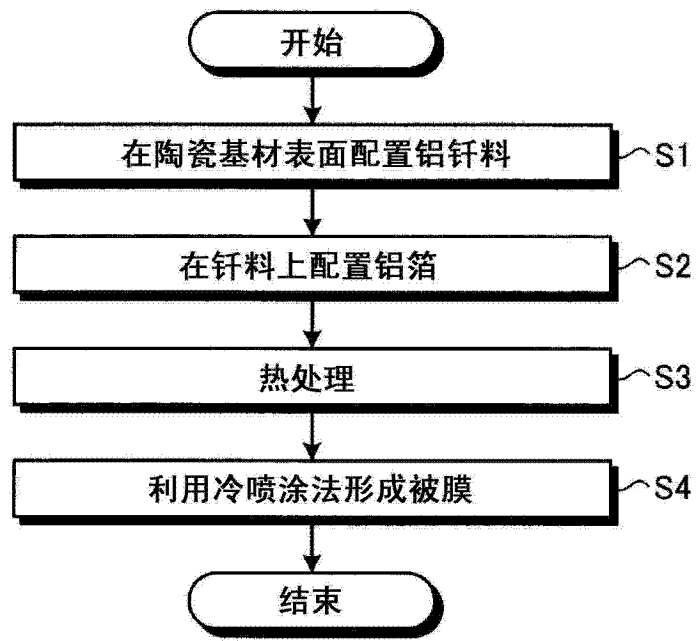 开始
在陶瓷基材表面配置铝钎料 S1
在钎料上配置铝箔 S2
热处理 S3
利用冷喷涂法形成被膜 S4
结束